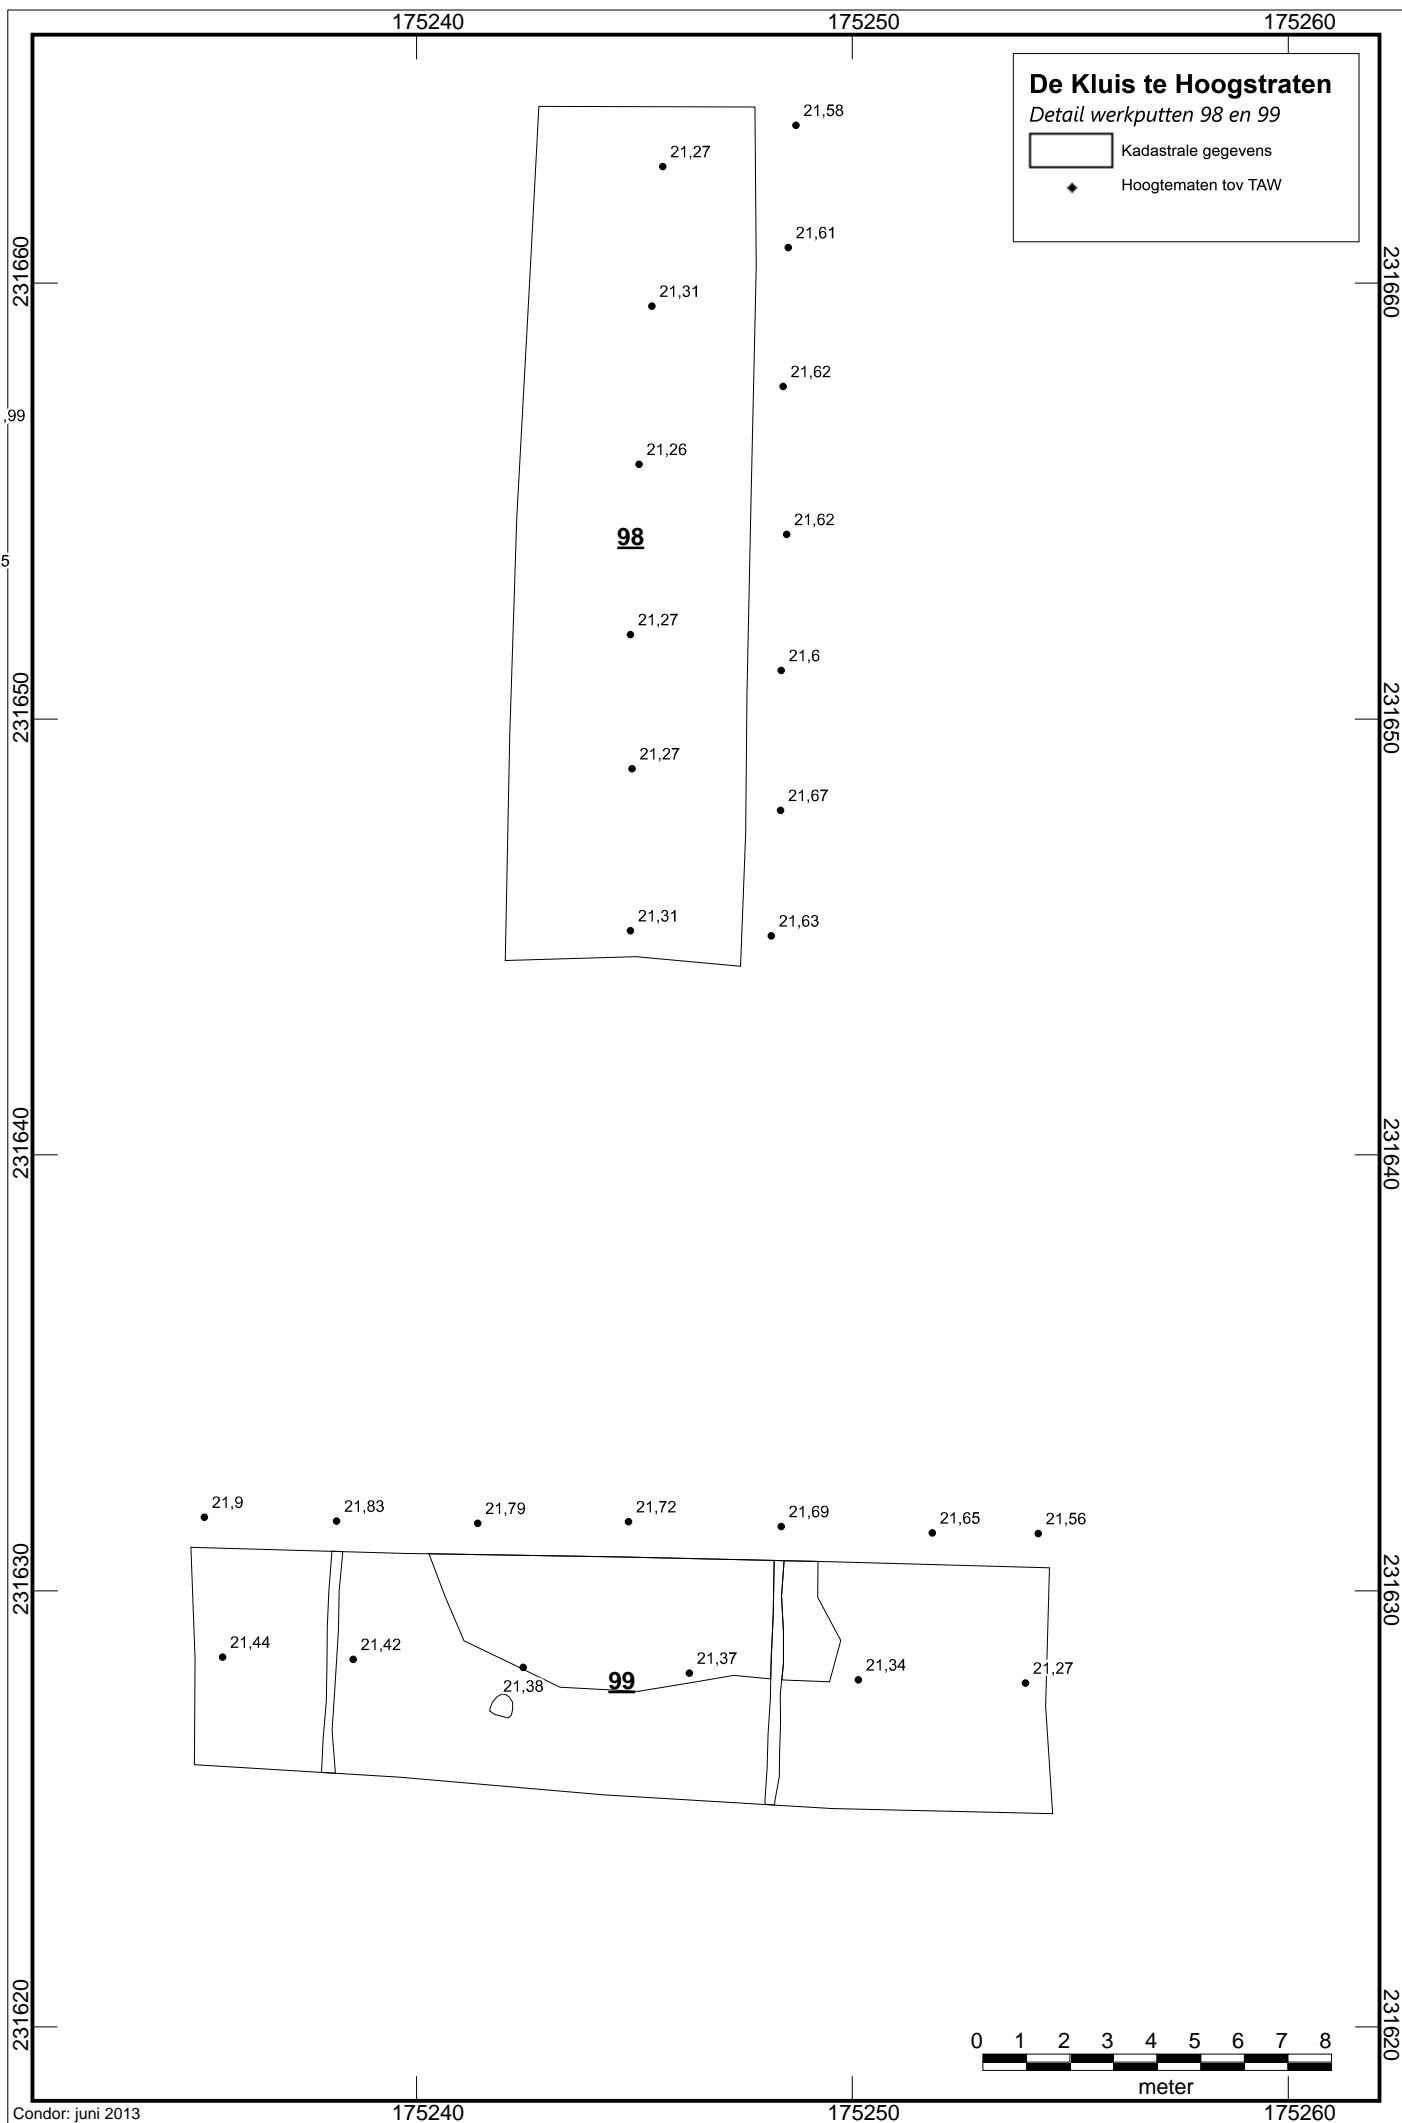 175240 175250 175260
De Kluis te Hoogstraten
Detail werkputten 98 en 99
Kadastrale gegevens
Hoogtematen tov TAW
21,58
21,27
21,61
231660 231660
21,31
21,62
,99
21,26
21,62
98
5
21,27
21,6
231650 231650
21,27
21,67
21,31
21,63
231640 231640
21,9 21,83 21,79 21,72 21,69 21,65 21,56
231630 231630
21,44 21,42 21,38 99 21,37 21,34 21,27
231620 231620
0 1 2 3 4 5 6 7 8
meter
Condor: juni 2013
175240 175250 175260